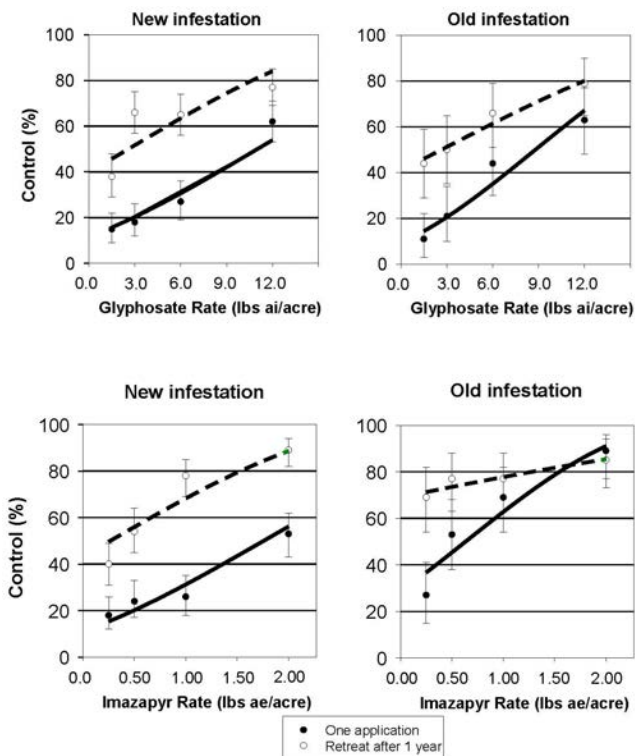 New infestation
Old infestation
Control (%)
100
80
60
40
20
0
0.0 3.0 6.0 9.0 12.0
Glyphosate Rate (lbs ai/acre)
100
80
60
40
20
0
0.0 3.0 6.0 9.0 12.0
Glyphosate Rate (lbs ai/acre)
New infestation
Old infestation
Control (%)
100
80
60
40
20
0
0.00 0.50 1.00 1.50 2.00
Imazapyr Rate (lbs ae/acre)
100
80
60
40
20
0
0.00 0.50 1.00 1.50 2.00
Imazapyr Rate (lbs ae/acre)
One application
Retreat after 1 year